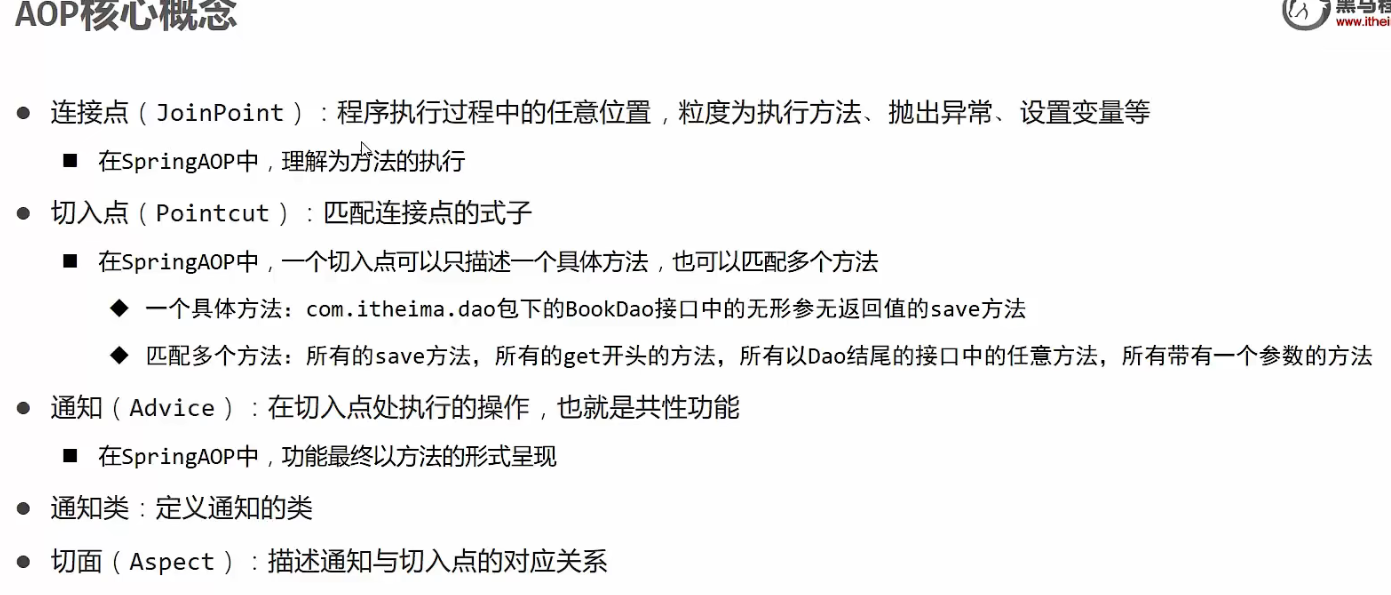 AOP核心概念
www.ithei
● 连接点（JoinPoint）：程序执行过程中的任意位置，粒度为执行方法、抛出异常、设置变量等
■ 在SpringAOP中，理解为方法的执行
● 切入点（Pointcut）：匹配连接点的式子
■ 在SpringAOP中，一个切入点可以只描述一个具体方法，也可以匹配多个方法
◆ 一个具体方法：com.itheima.dao包下的BookDao接口中的无形参无返回值的save方法
◆ 匹配多个方法：所有的save方法，所有的get开头的方法，所有以Dao结尾的接口中的任意方法，所有带有一个参数的方法
● 通知（Advice）：在切入点处执行的操作，也就是共性功能
■ 在SpringAOP中，功能最终以方法的形式呈现
● 通知类：定义通知的类
● 切面（Aspect）：描述通知与切入点的对应关系